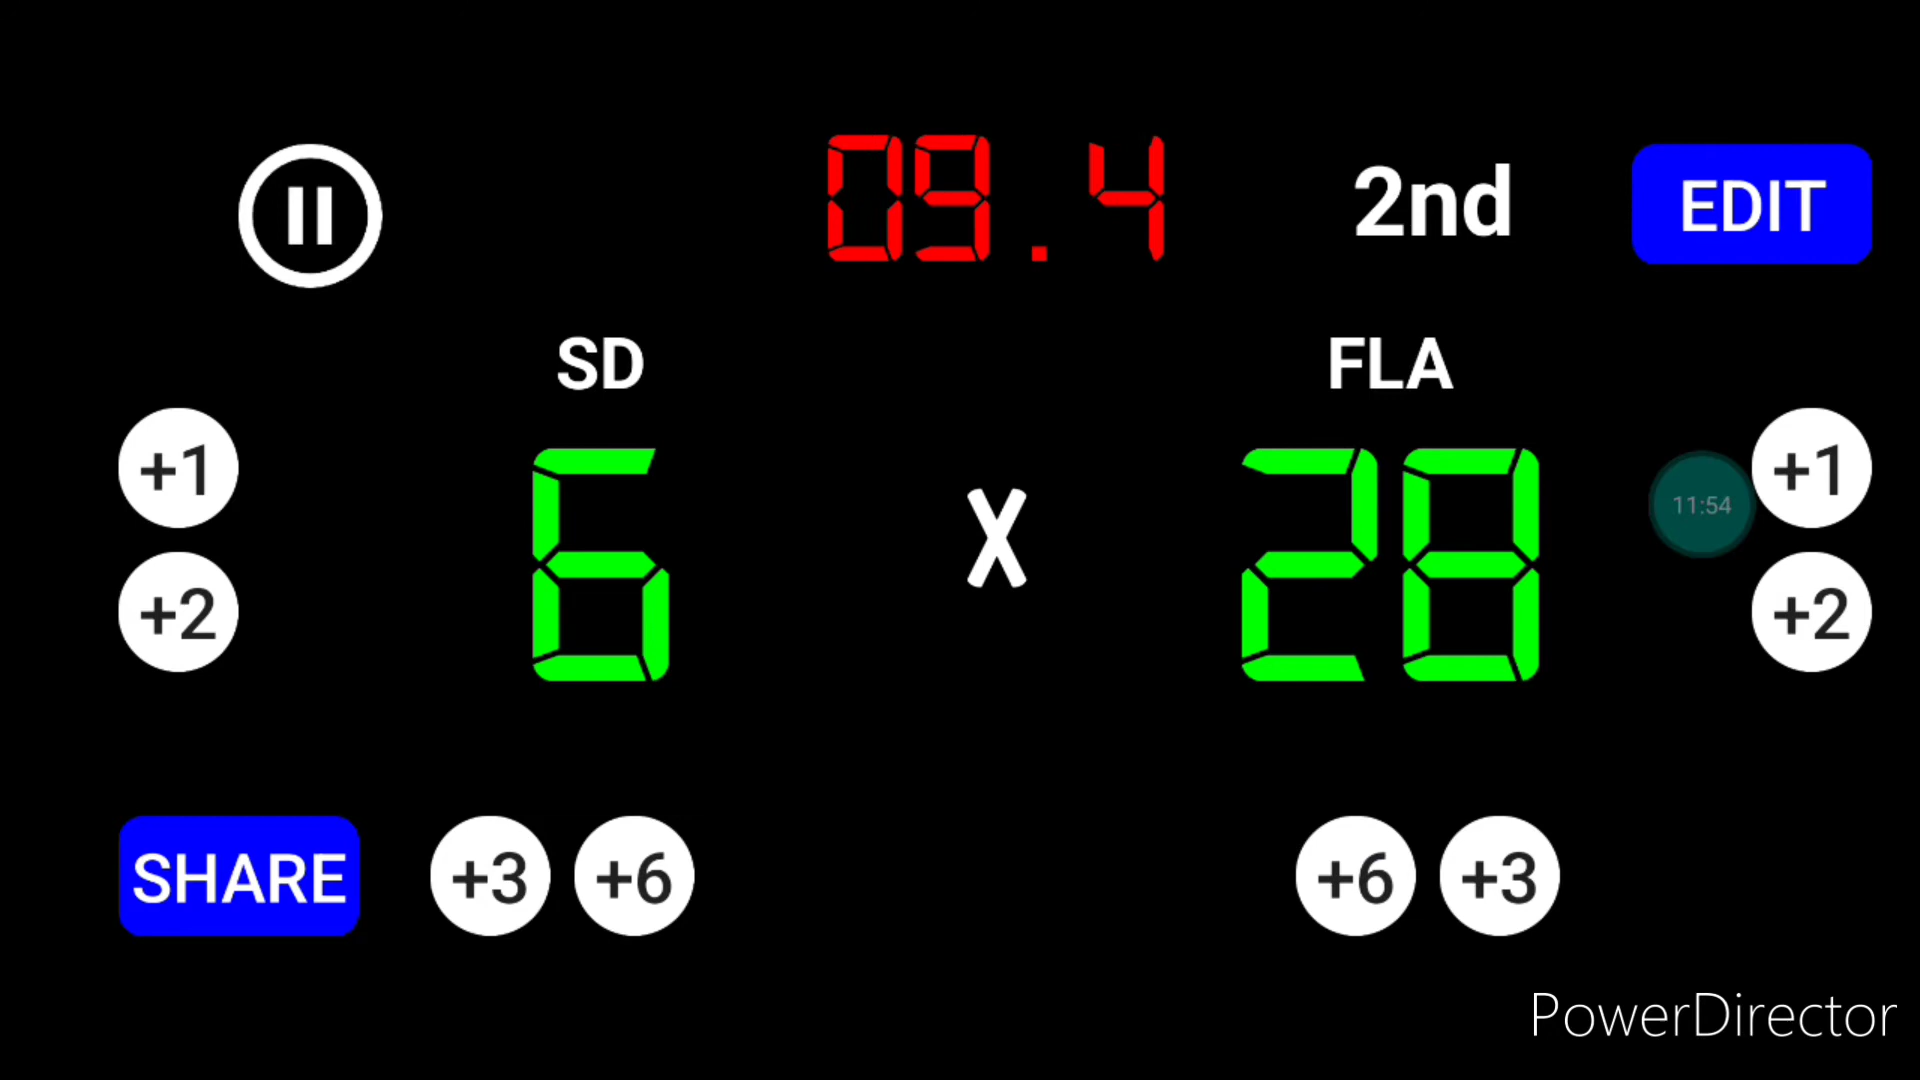 09.4 2nd EDIT
SD FLA
+1 +1
6 X 28 11:54
+2 +2
SHARE +3 +6 +6 +3
PowerDirector